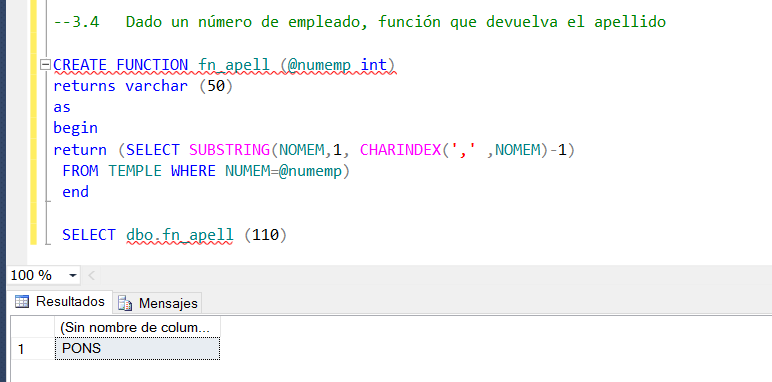 --3.4 Dado un número de empleado, función que devuelva el apellido
CREATE FUNCTION fn_apell (@numemp int)
returns varchar (50)
as
begin
return (SELECT SUBSTRING(NOMEM,1, CHARINDEX(',' ,NOMEM)-1)
FROM TEMPLE WHERE NUMEM=@numemp)
end
SELECT dbo.fn_apell (110)
100 %
Resultados Mensajes
(Sin nombre de colum...
1 PONS